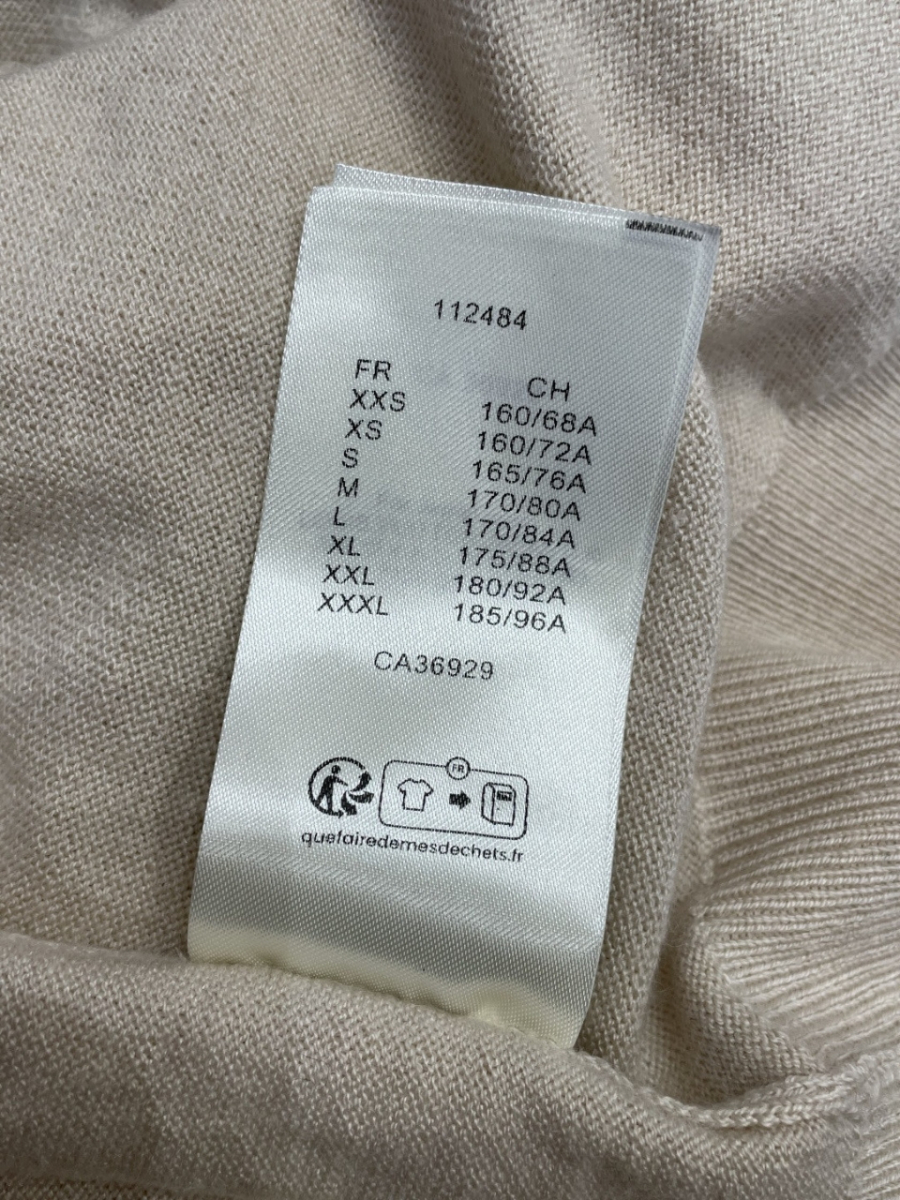 112484
FR CH
XXS 160/68A
XS 160/72A
S 165/76A
M 170/80A
L 170/84A
XL 175/88A
XXL 180/92A
XXXL 185/96A
CA36929
FR
quefairedemesdechets.fr